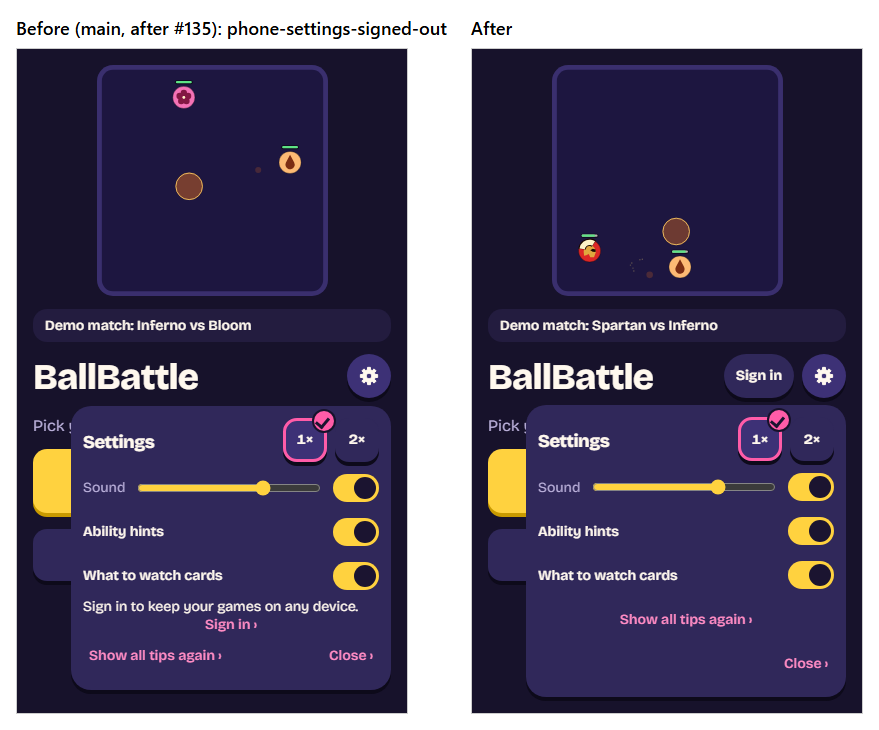 Before (main, after #135): phone-settings-signed-out
Demo match: Inferno vs Bloom
BallBattle
Pick
Settings
1×
2×
Sound
Ability hints
What to watch cards
Sign in to keep your games on any device.
Sign in ›
Show all tips again ›
Close ›
After
Demo match: Spartan vs Inferno
BallBattle
Sign in
Pick
Settings
1×
2×
Sound
Ability hints
What to watch cards
Show all tips again ›
Close ›